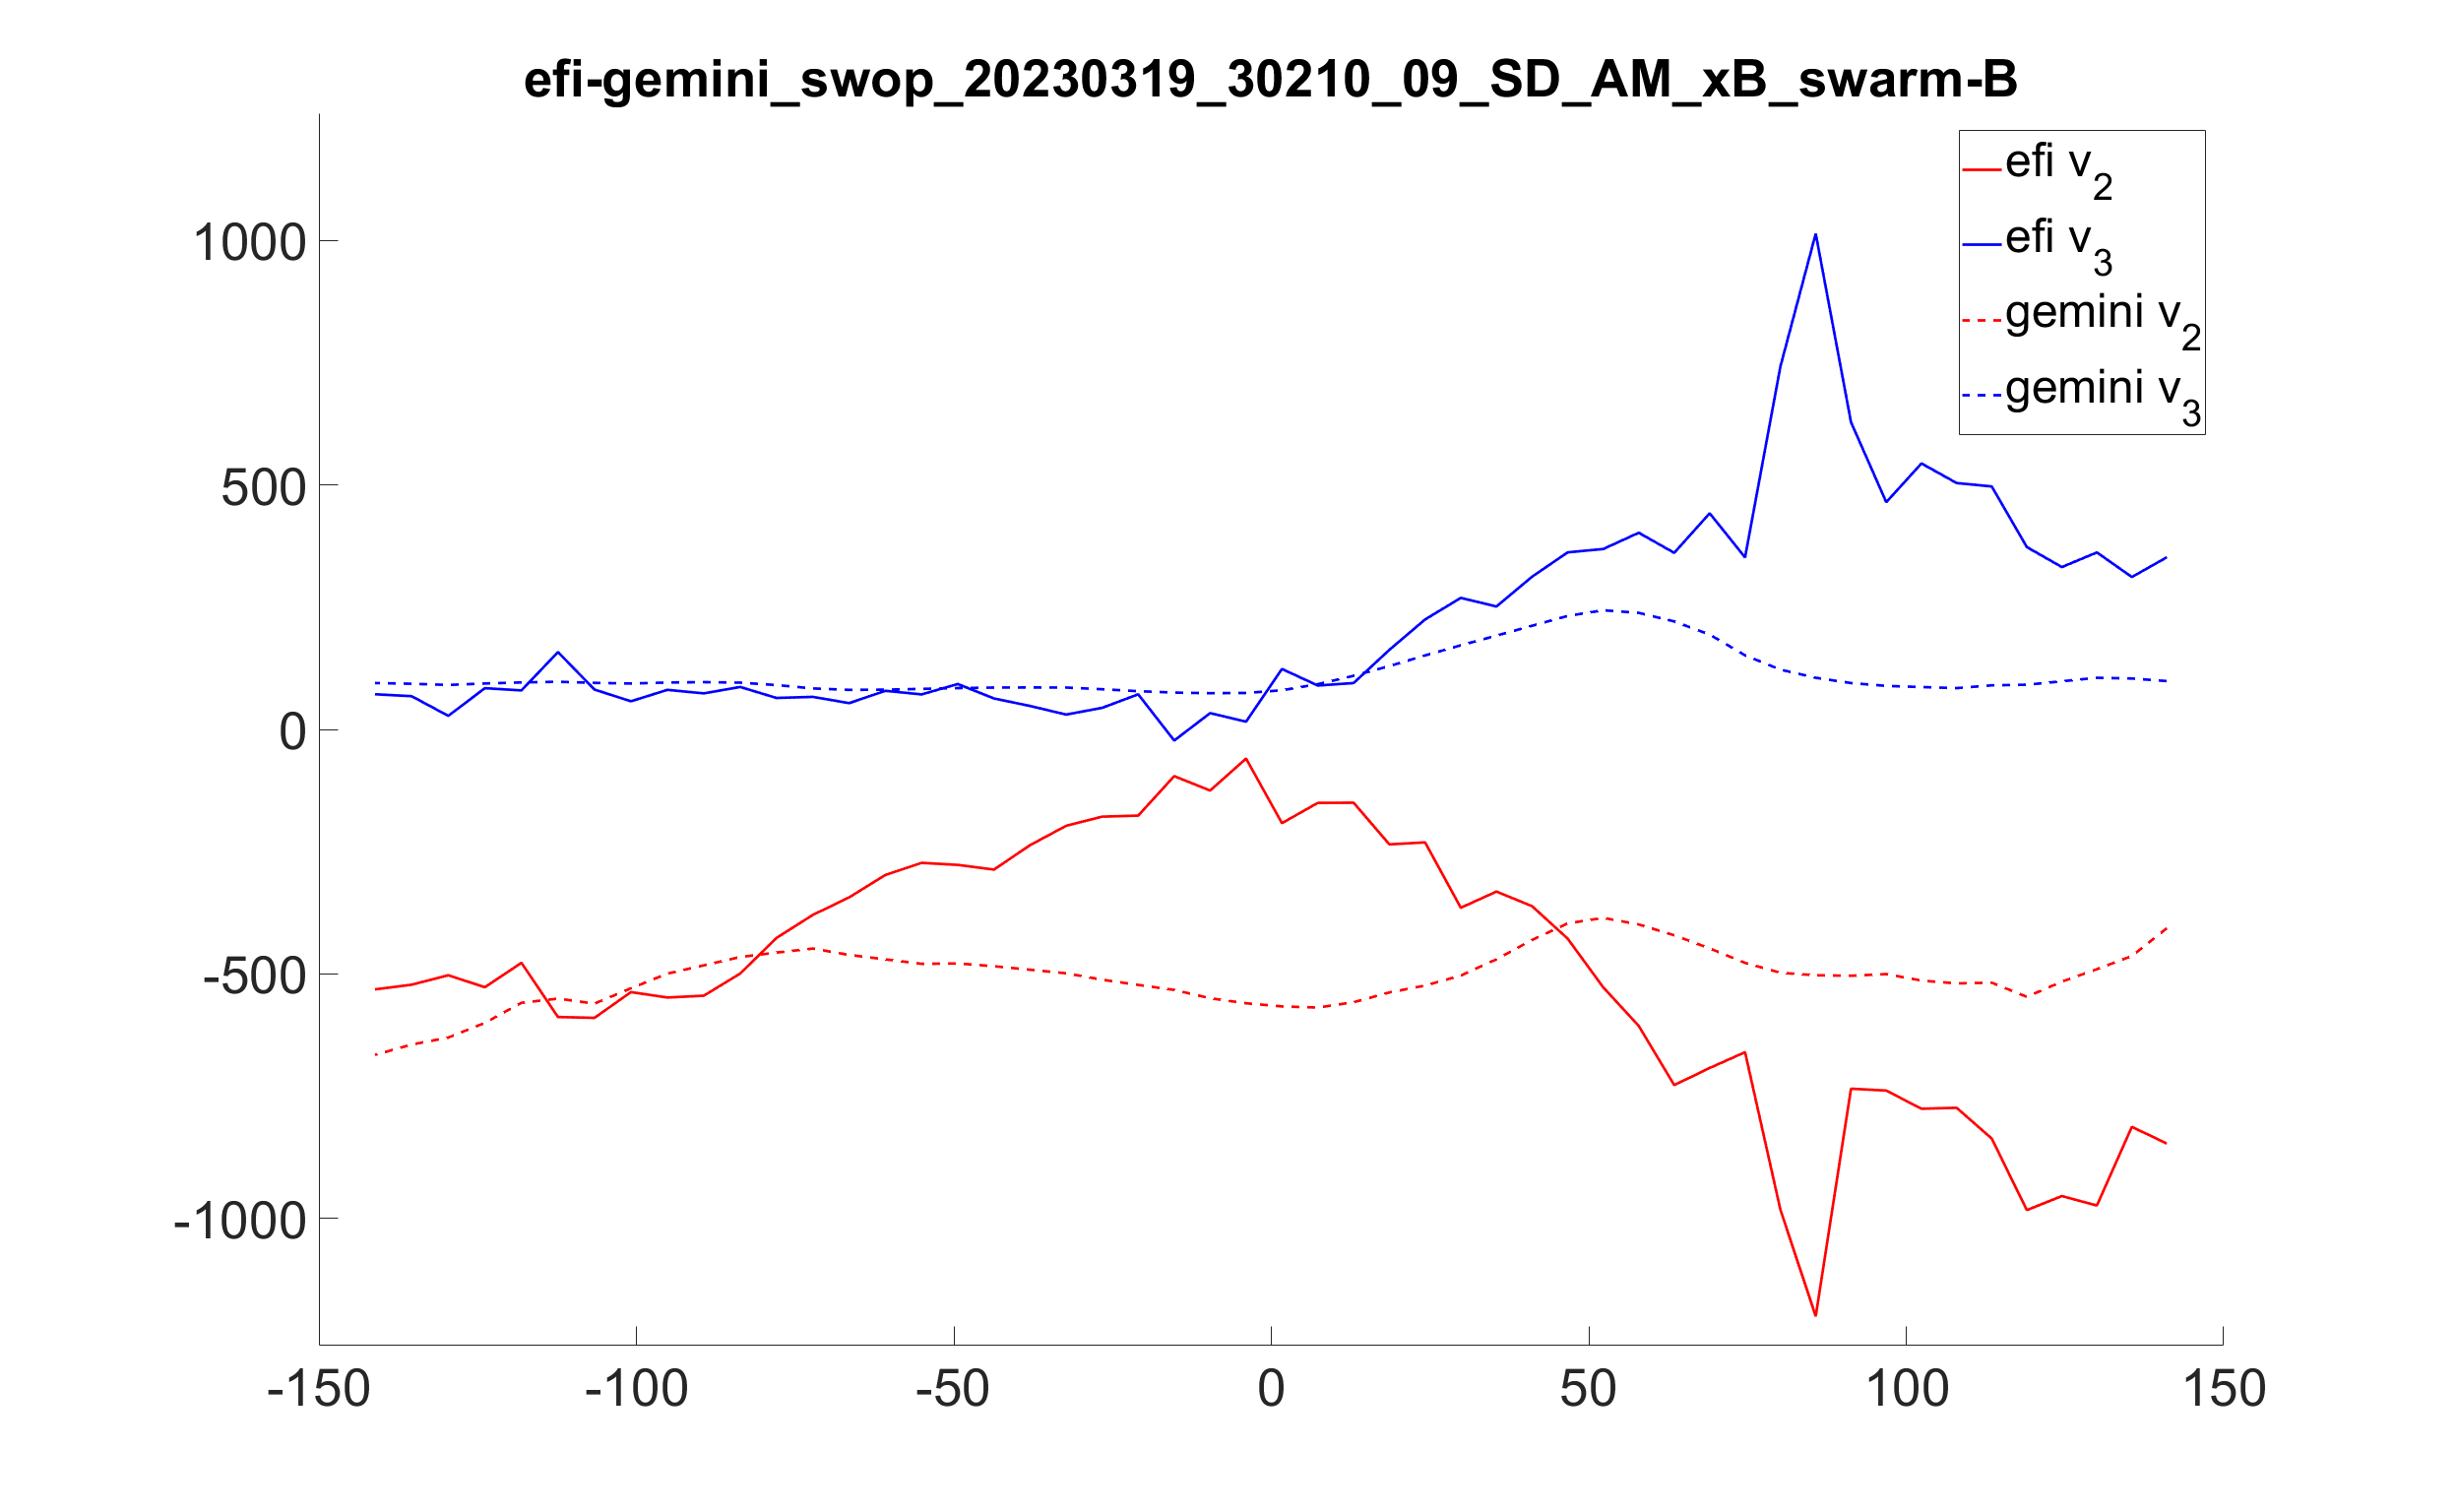 efi-gemini_swop_20230319_30210_09_SD_AM_xB_swarm-B
efi v2
efi v3
gemini v2
gemini v3
1000
500
0
-500
-1000
-150 -100 -50 0 50 100 150